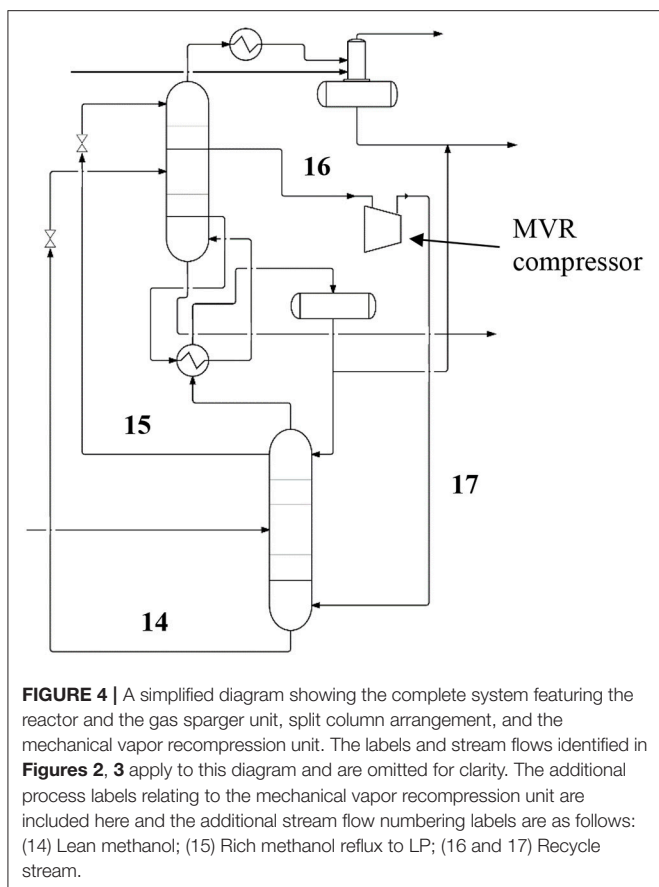 16
MVR
compressor
15
17
14
FIGURE 4 | A simplified diagram showing the complete system featuring the
reactor and the gas sparger unit, split column arrangement, and the
mechanical vapor recompression unit. The labels and stream flows identified in
Figures 2, 3 apply to this diagram and are omitted for clarity. The additional
process labels relating to the mechanical vapor recompression unit are
included here and the additional stream flow numbering labels are as follows:
(14) Lean methanol; (15) Rich methanol reflux to LP; (16 and 17) Recycle
stream.